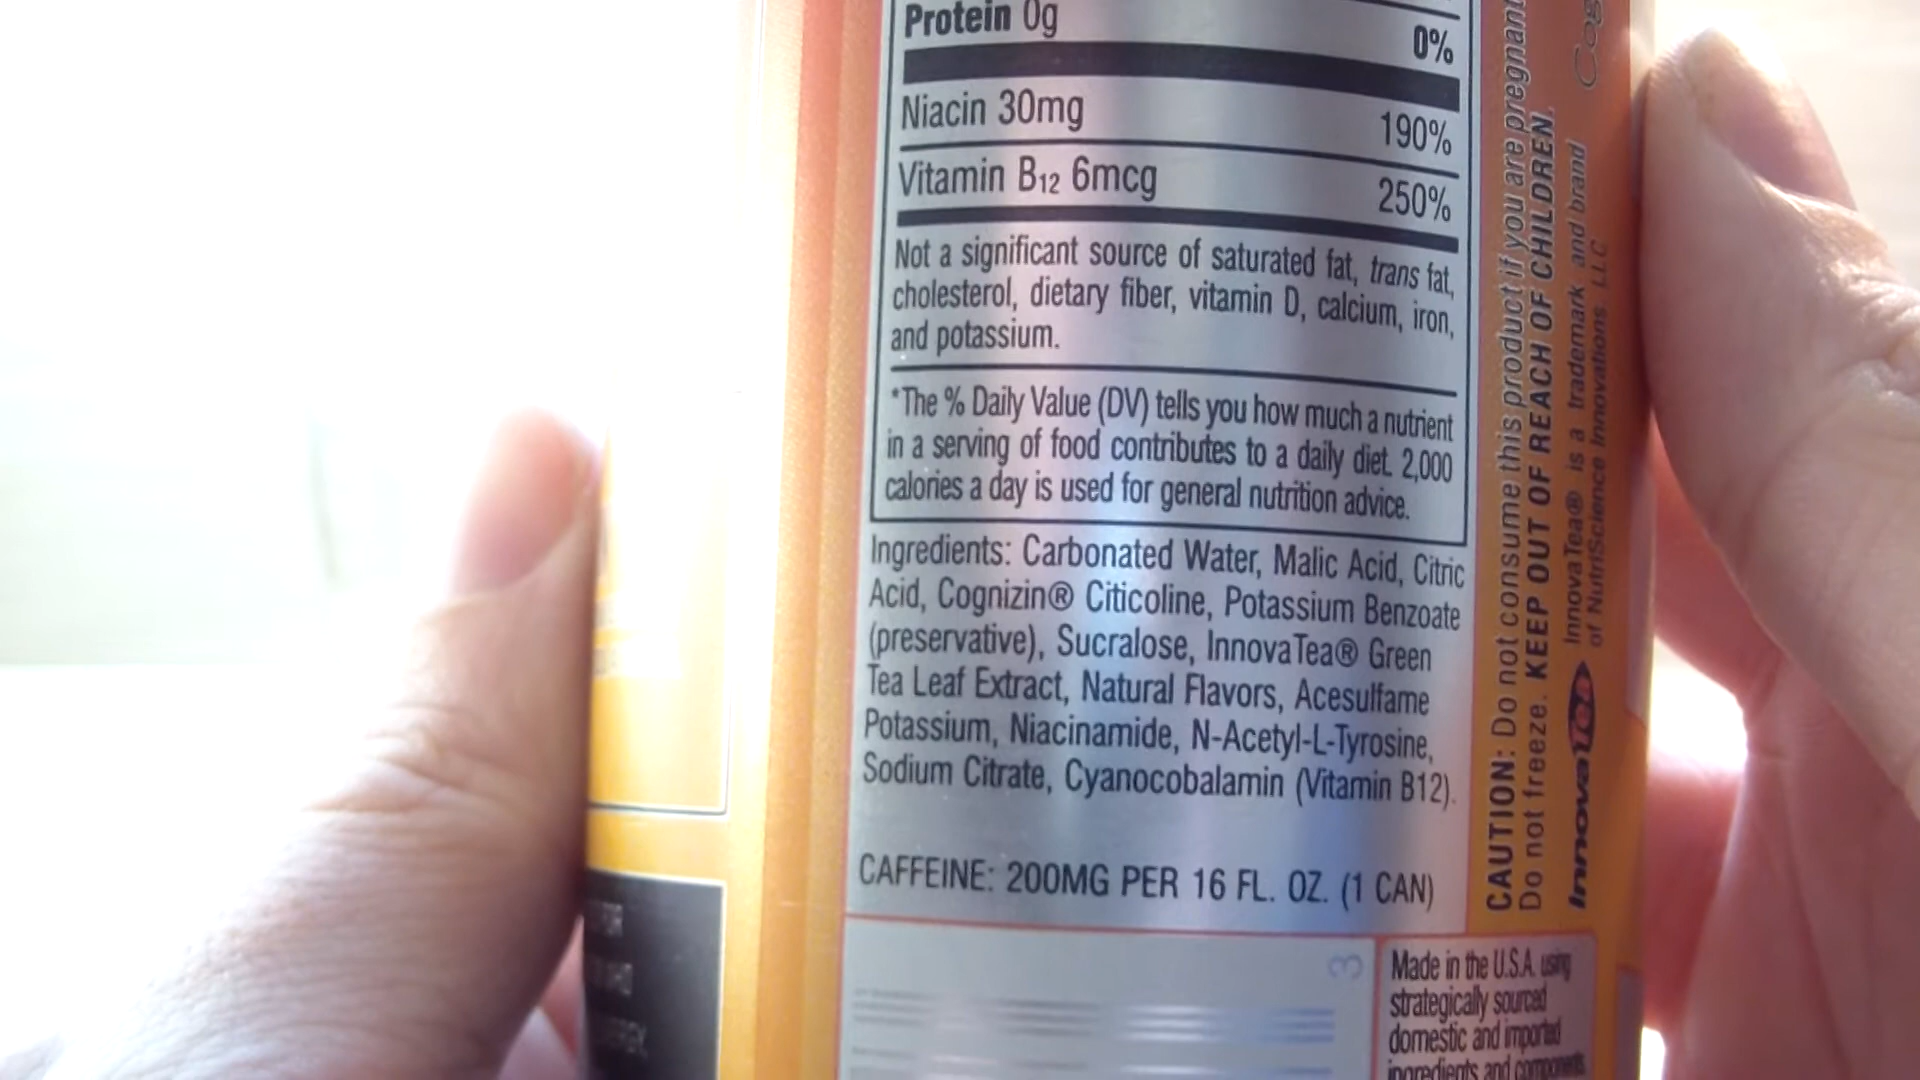 Protein 0g
0%
Niacin 30mg 190%
Vitamin B12 6mcg 250%
Not a significant source of saturated fat, trans fat,
cholesterol, dietary fiber, vitamin D, calcium, iron,
and potassium.
*The % Daily Value (DV) tells you how much a nutrient
in a serving of food contributes to a daily diet. 2,000
calories a day is used for general nutrition advice.
Ingredients: Carbonated Water, Malic Acid, Citric
Acid, Cognizin® Citicoline, Potassium Benzoate
(preservative), Sucralose, InnovaTea® Green
Tea Leaf Extract, Natural Flavors, Acesulfame
Potassium, Niacinamide, N-Acetyl-L-Tyrosine,
Sodium Citrate, Cyanocobalamin (Vitamin B12).
CAFFEINE: 200MG PER 16 FL. OZ. (1 CAN)
3
Made in the U.S.A. using
strategically sourced
domestic and imported
ingredients and components
CAUTION: Do not consume this product if you are pregnant
Do not freeze. KEEP OUT OF REACH OF CHILDREN.
InnovaTea
InnovaTea® is a trademark and brand
of NutriScience Innovations, LLC